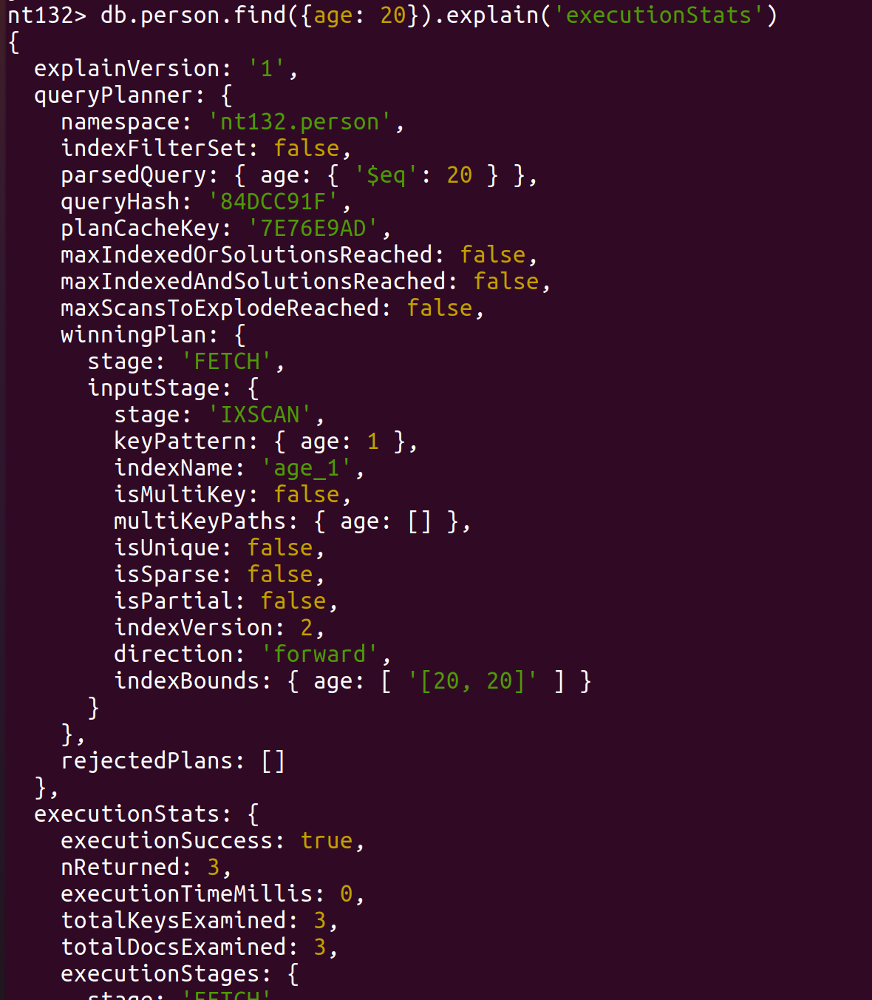 nt132> db.person.find({age: 20}).explain('executionStats')
{
  explainVersion: '1',
  queryPlanner: {
    namespace: 'nt132.person',
    indexFilterSet: false,
    parsedQuery: { age: { '$eq': 20 } },
    queryHash: '84DCC91F',
    planCacheKey: '7E76E9AD',
    maxIndexedOrSolutionsReached: false,
    maxIndexedAndSolutionsReached: false,
    maxScansToExplodeReached: false,
    winningPlan: {
      stage: 'FETCH',
      inputStage: {
        stage: 'IXSCAN',
        keyPattern: { age: 1 },
        indexName: 'age_1',
        isMultiKey: false,
        multiKeyPaths: { age: [] },
        isUnique: false,
        isSparse: false,
        isPartial: false,
        indexVersion: 2,
        direction: 'forward',
        indexBounds: { age: [ '[20, 20]' ] }
      }
    },
    rejectedPlans: []
  },
  executionStats: {
    executionSuccess: true,
    nReturned: 3,
    executionTimeMillis: 0,
    totalKeysExamined: 3,
    totalDocsExamined: 3,
    executionStages: {
      stage: 'FETCH'